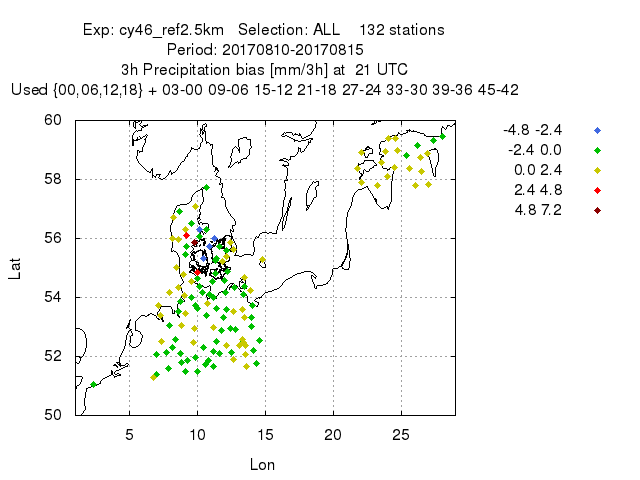 Exp: cy46_ref2.5km   Selection: ALL    132 stations
Period: 20170810-20170815
3h Precipitation bias [mm/3h] at  21 UTC
Used {00,06,12,18} + 03-00 09-06 15-12 21-18 27-24 33-30 39-36 45-42
-4.8 -2.4
-2.4 0.0
0.0 2.4
2.4 4.8
4.8 7.2
60
58
56
54
52
50
Lat
5 10 15 20 25
Lon